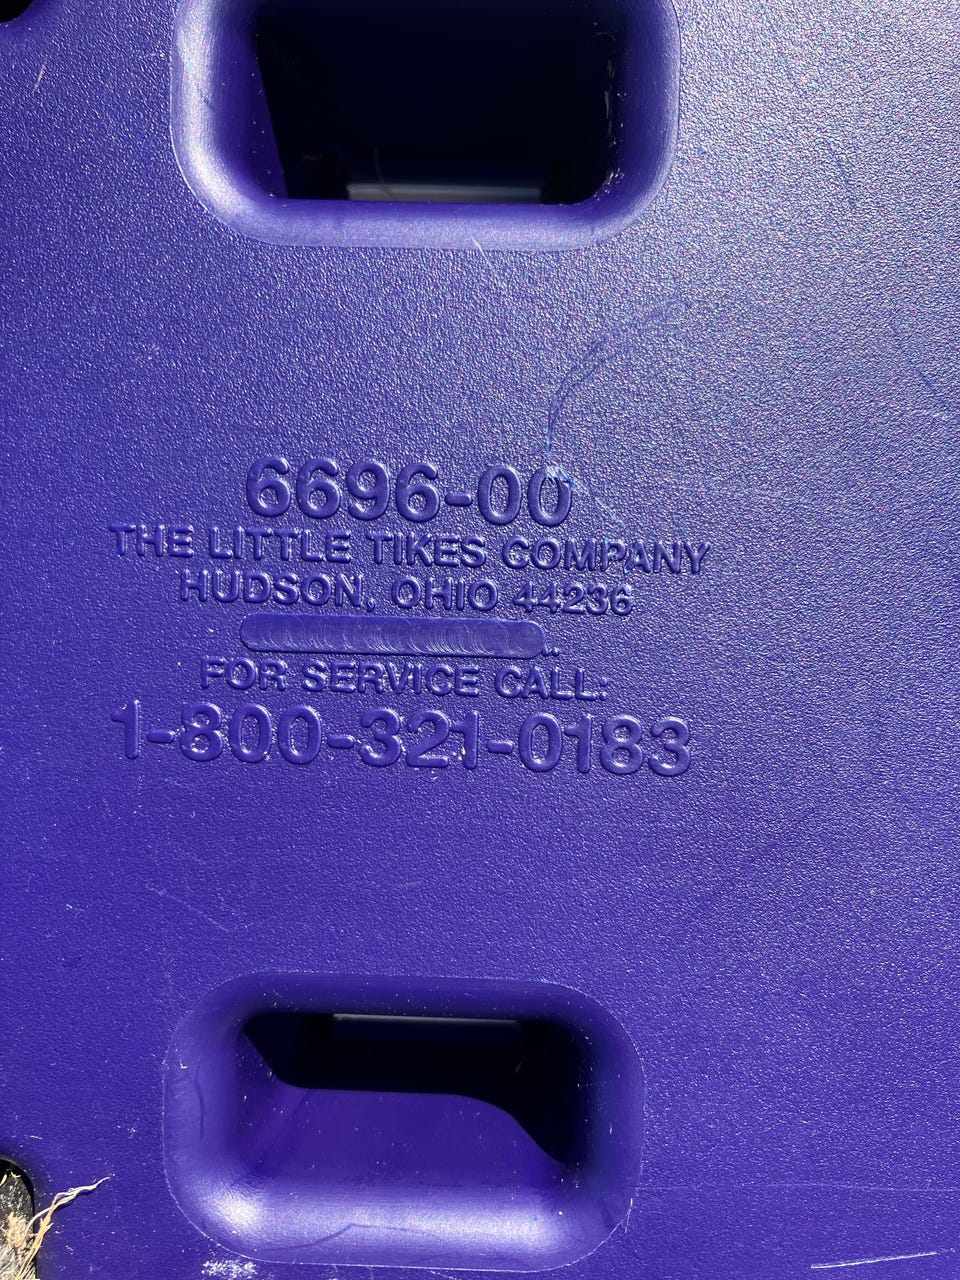 6696-00
THE LITTLE TIKES COMPANY
HUDSON, OHIO 44236
FOR SERVICE CALL:
1-800-321-0183